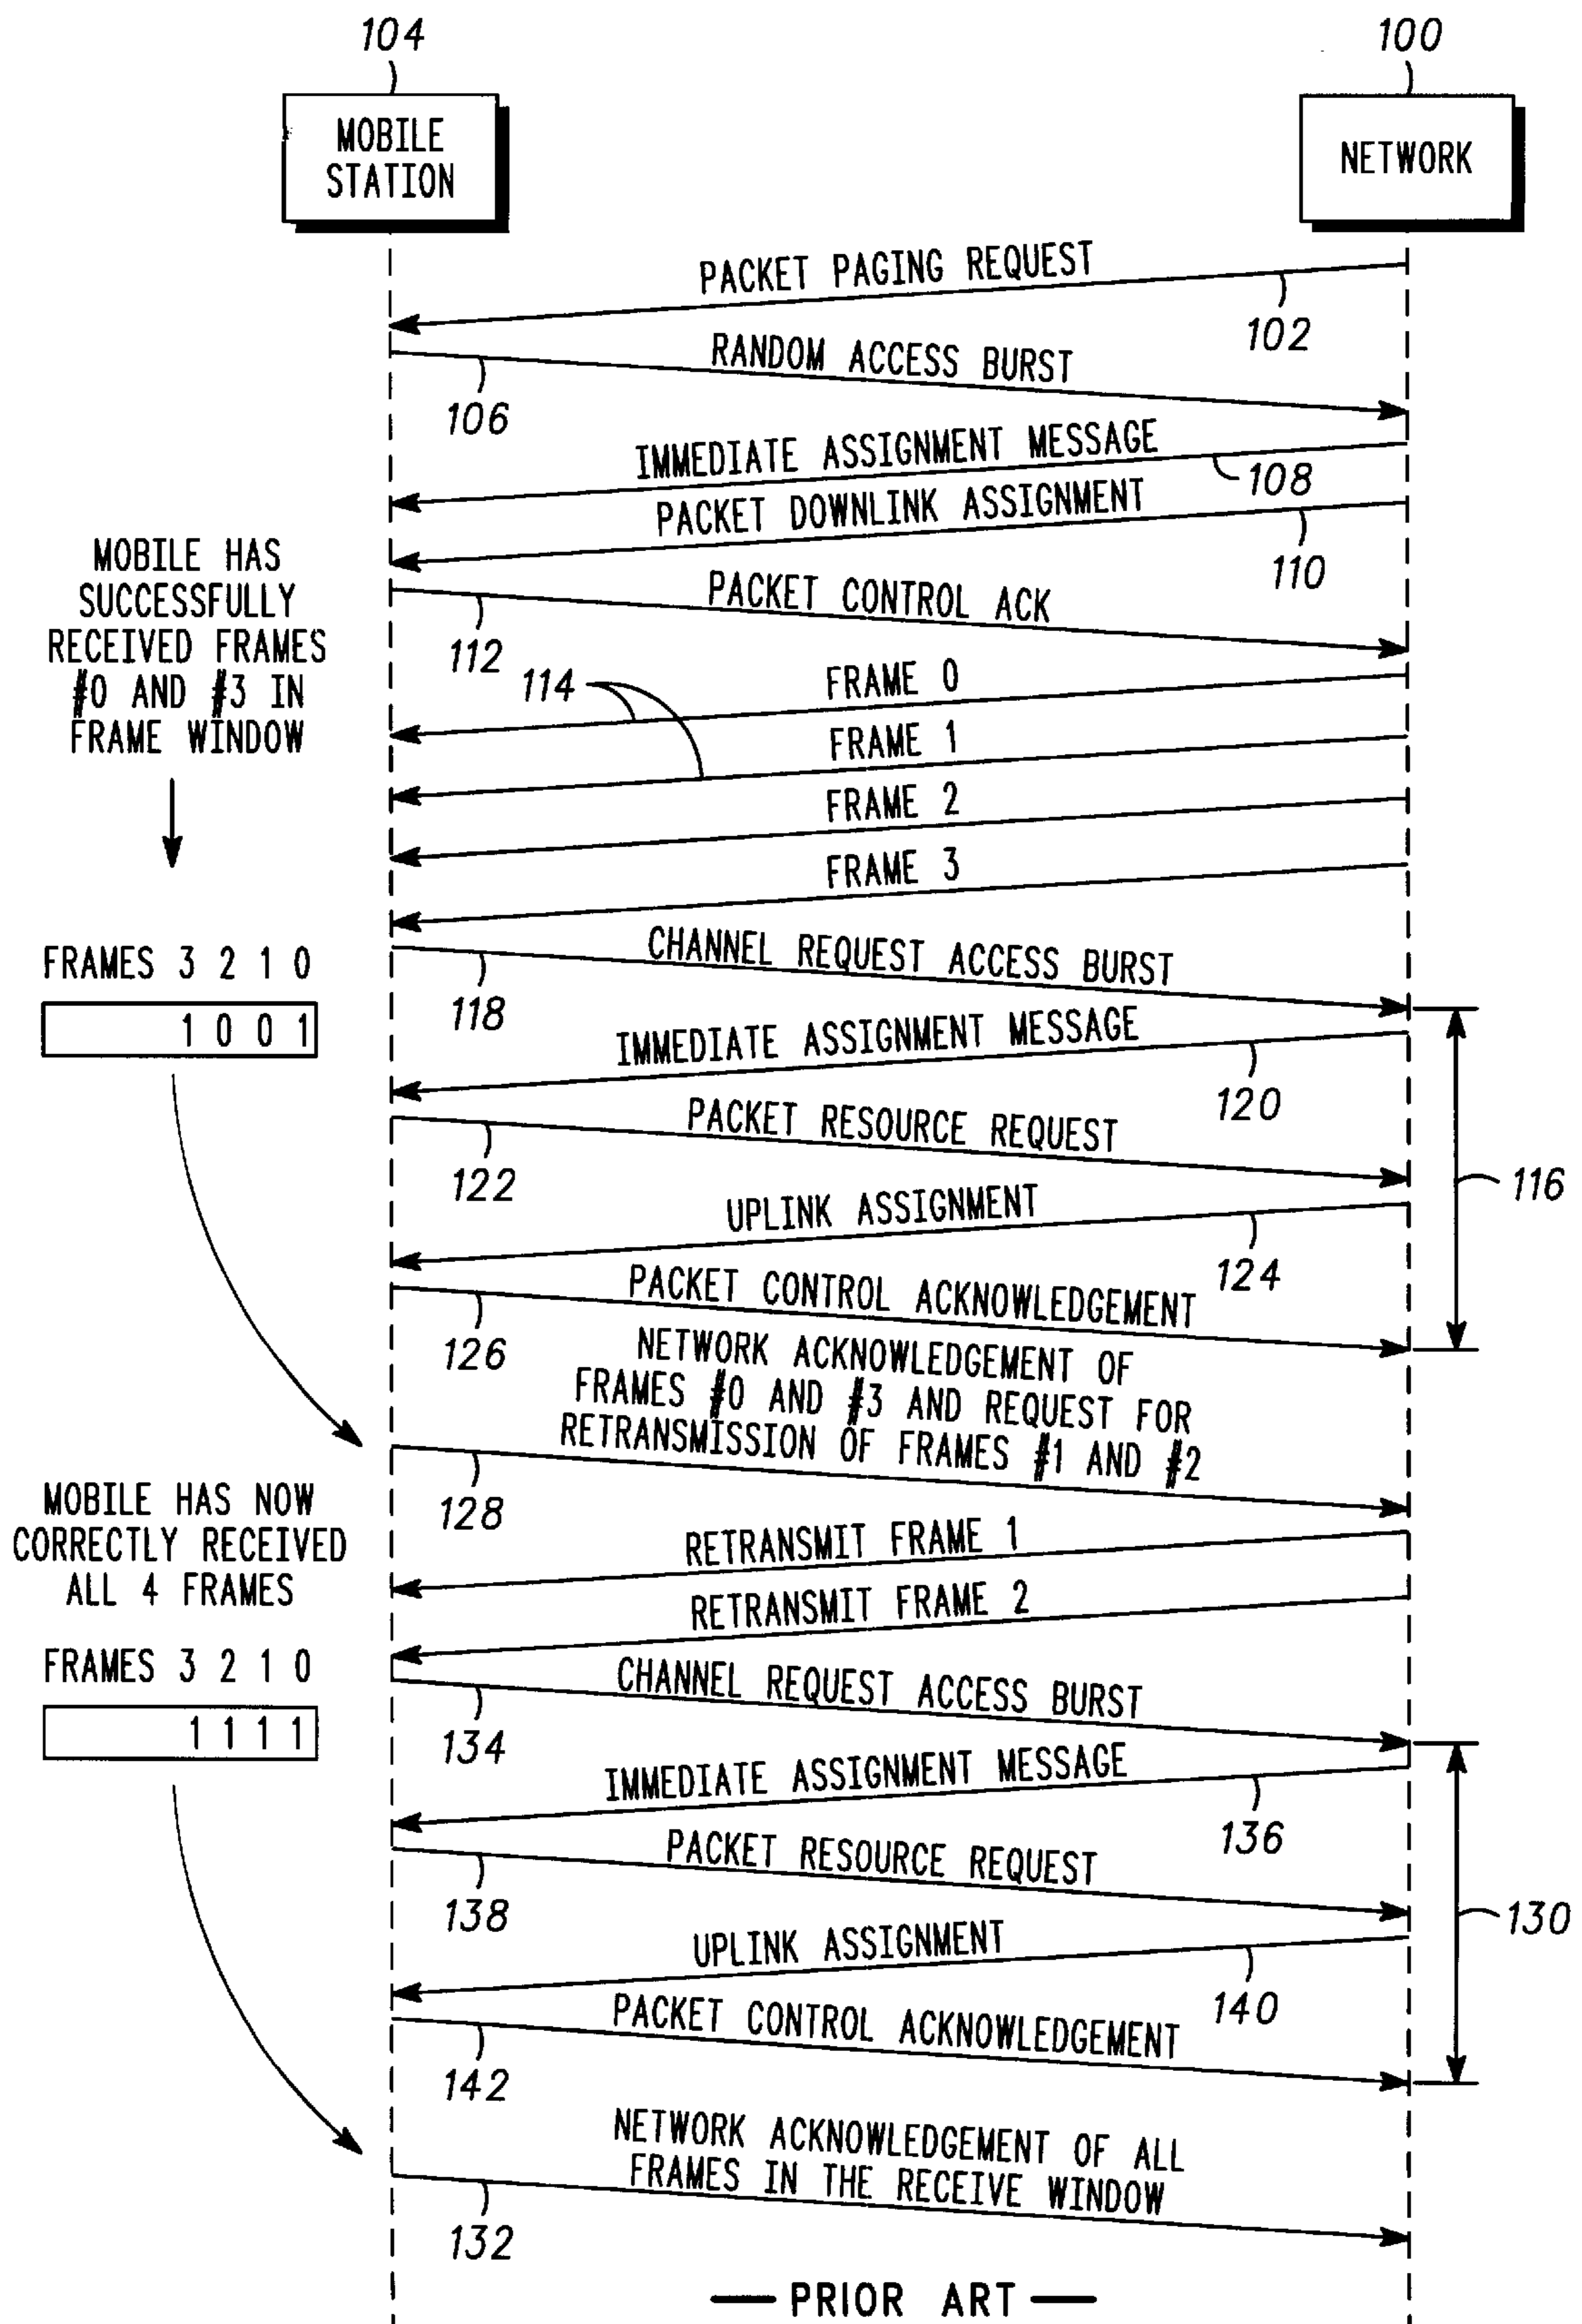 104
100
MOBILE
STATION
NETWORK
PACKET PAGING REQUEST
102
RANDOM ACCESS BURST
106
IMMEDIATE ASSIGNMENT MESSAGE
108
PACKET DOWNLINK ASSIGNMENT
110
MOBILE HAS
SUCCESSFULLY
RECEIVED FRAMES
#0 AND #3 IN
FRAME WINDOW
PACKET CONTROL ACK
112
114
FRAME 0
FRAME 1
FRAME 2
FRAME 3
FRAMES 3 2 1 0
1 0 0 1
CHANNEL REQUEST ACCESS BURST
118
IMMEDIATE ASSIGNMENT MESSAGE
120
PACKET RESOURCE REQUEST
122
116
UPLINK ASSIGNMENT
124
PACKET CONTROL ACKNOWLEDGEMENT
126
NETWORK ACKNOWLEDGEMENT OF
FRAMES #0 AND #3 AND REQUEST FOR
RETRANSMISSION OF FRAMES #1 AND #2
128
MOBILE HAS NOW
CORRECTLY RECEIVED
ALL 4 FRAMES
RETRANSMIT FRAME 1
RETRANSMIT FRAME 2
FRAMES 3 2 1 0
1 1 1 1
CHANNEL REQUEST ACCESS BURST
134
IMMEDIATE ASSIGNMENT MESSAGE
136
PACKET RESOURCE REQUEST
138
130
UPLINK ASSIGNMENT
140
PACKET CONTROL ACKNOWLEDGEMENT
142
NETWORK ACKNOWLEDGEMENT OF ALL
FRAMES IN THE RECEIVE WINDOW
132
— PRIOR ART —